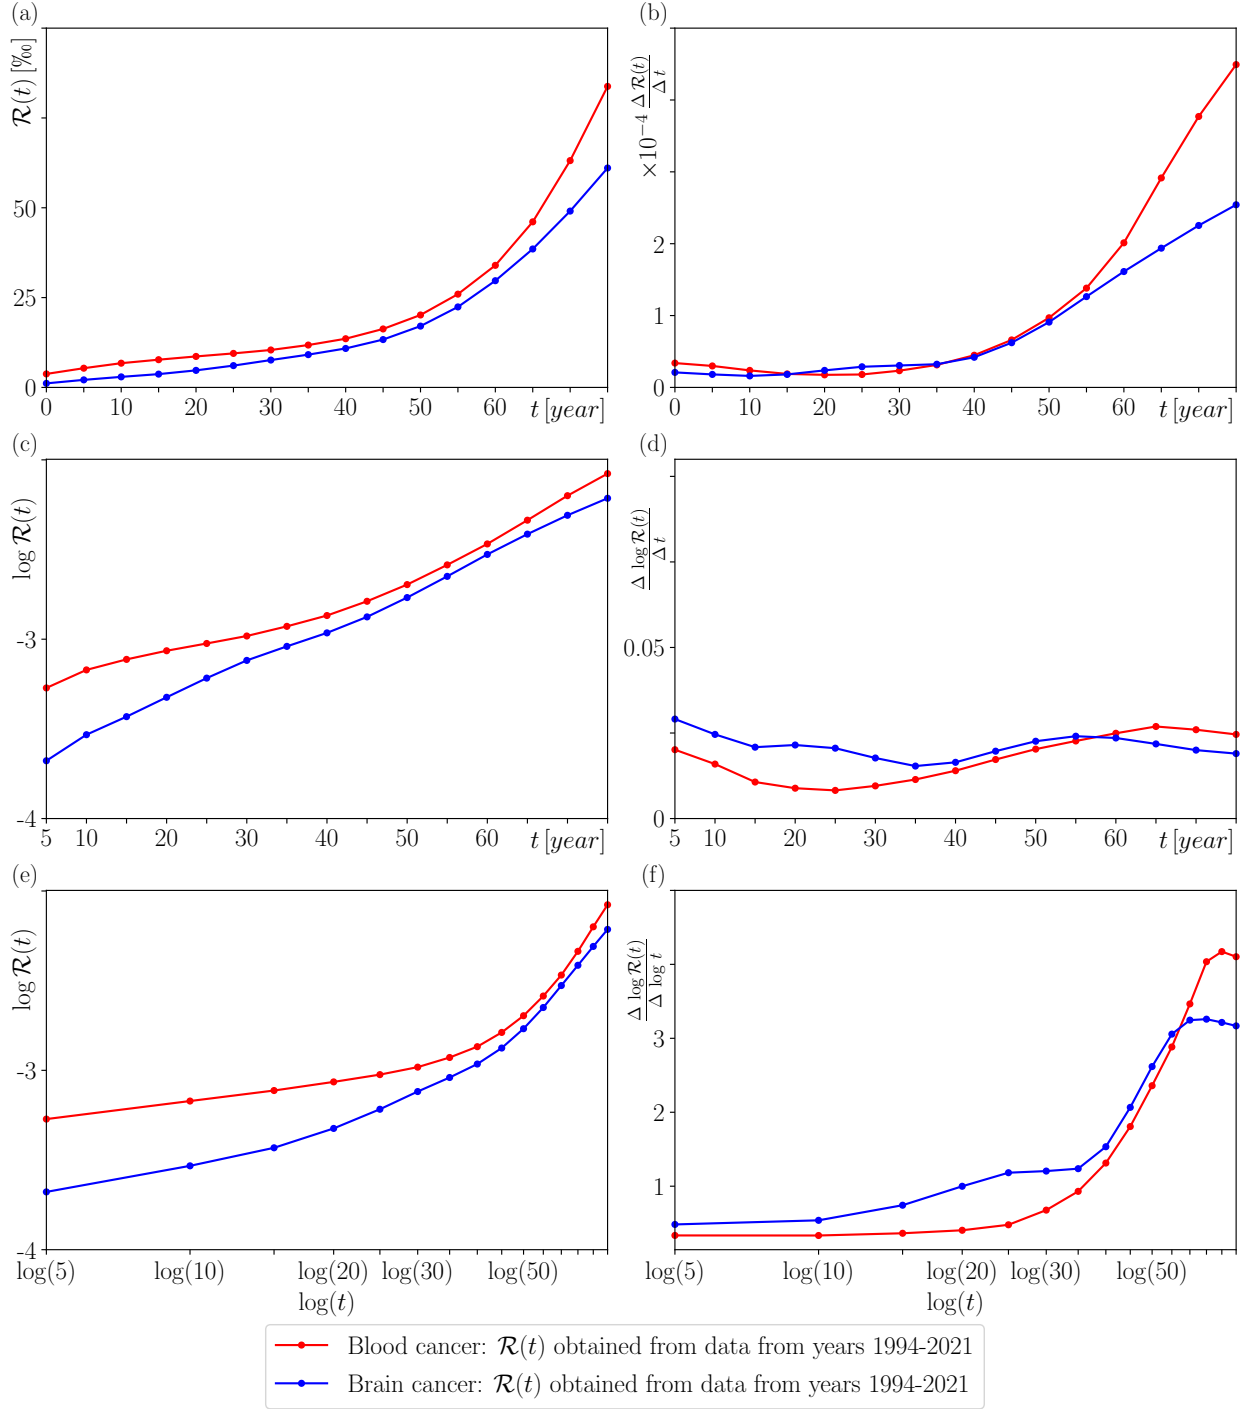 (a)
ℛ(t) [‰]
50
25
0
0 10 20 30 40 50 60 t [year]
(b)
×10⁻⁴ Δ ℛ(t) / Δ t
2
1
0
0 10 20 30 40 50 60 t [year]
(c)
log ℛ(t)
-3
-4
5 10 20 30 40 50 60 t [year]
(d)
Δ log ℛ(t) / Δ t
0.05
0
5 10 20 30 40 50 60 t [year]
(e)
log ℛ(t)
-3
-4
log(5) log(10) log(20) log(30) log(50)
log(t)
(f)
Δ log ℛ(t) / Δ log t
3
2
1
log(5) log(10) log(20) log(30) log(50)
log(t)
Blood cancer: ℛ(t) obtained from data from years 1994-2021
Brain cancer: ℛ(t) obtained from data from years 1994-2021